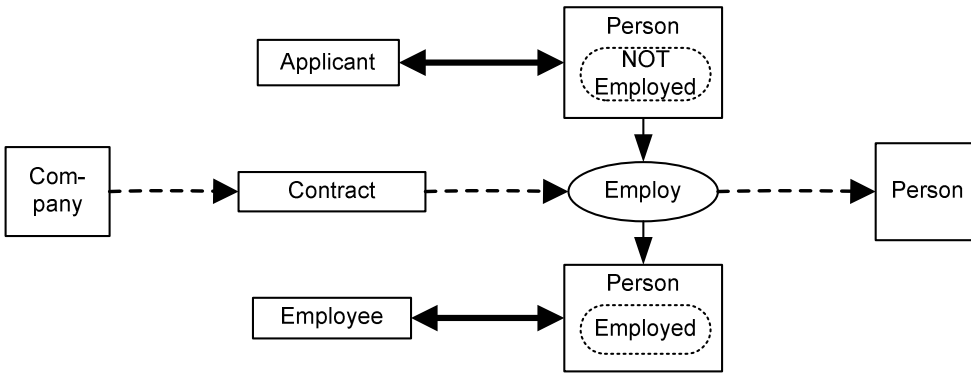 Person
NOT
Employed
Applicant
Com-
pany
Contract
Employ
Person
Person
Employed
Employee